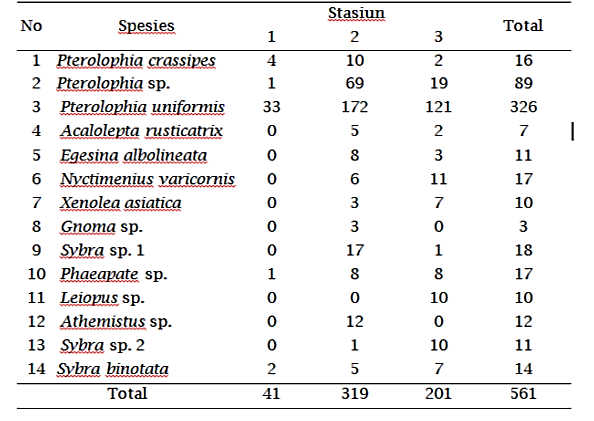 No Spesies Stasiun Total
1 2 3
1 Pterolophia crassipes 4 10 2 16
2 Pterolophia sp. 1 69 19 89
3 Pterolophia uniformis 33 172 121 326
4 Acalolepta rusticatrix 0 5 2 7
5 Egesina albolineata 0 8 3 11
6 Nyctimenius varicornis 0 6 11 17
7 Xenolea asiatica 0 3 7 10
8 Gnoma sp. 0 3 0 3
9 Sybra sp. 1 0 17 1 18
10 Phaeapate sp. 1 8 8 17
11 Leiopus sp. 0 0 10 10
12 Athemistus sp. 0 12 0 12
13 Sybra sp. 2 0 1 10 11
14 Sybra binotata 2 5 7 14
Total 41 319 201 561